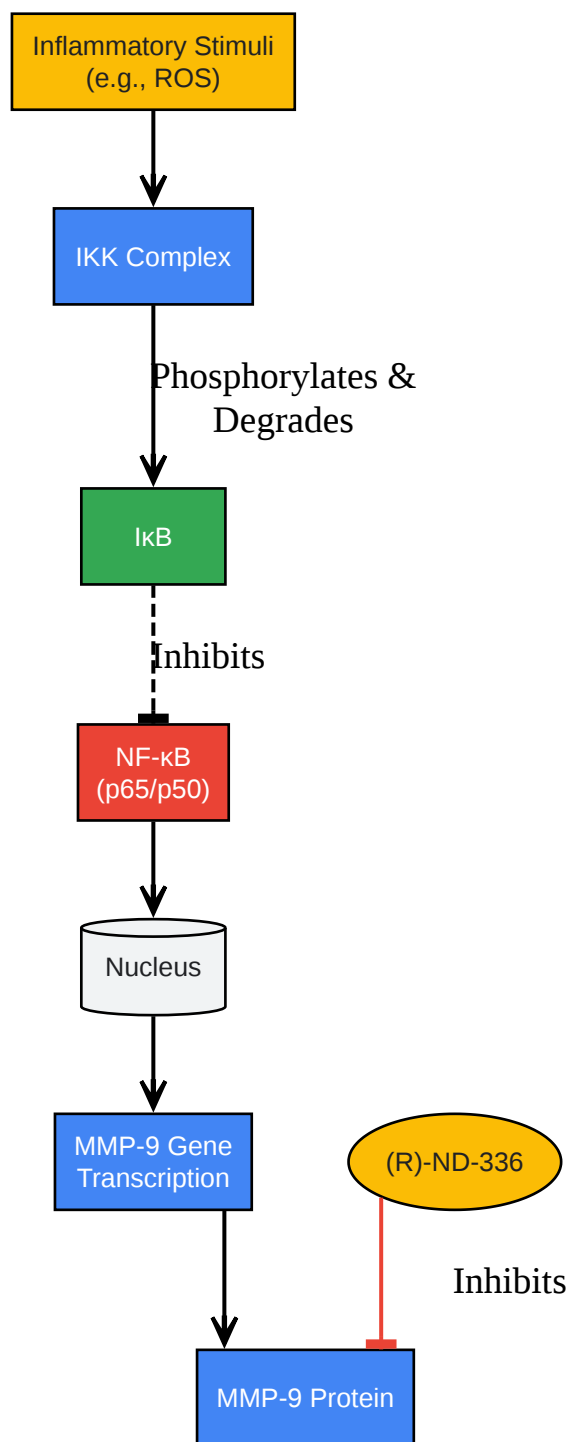 Inflammatory Stimuli
(e.g., ROS)
IKK Complex
Phosphorylates &
Degrades
IκB
Inhibits
NF-κB
(p65/p50)
Nucleus
MMP-9 Gene
Transcription
(R)-ND-336
Inhibits
MMP-9 Protein